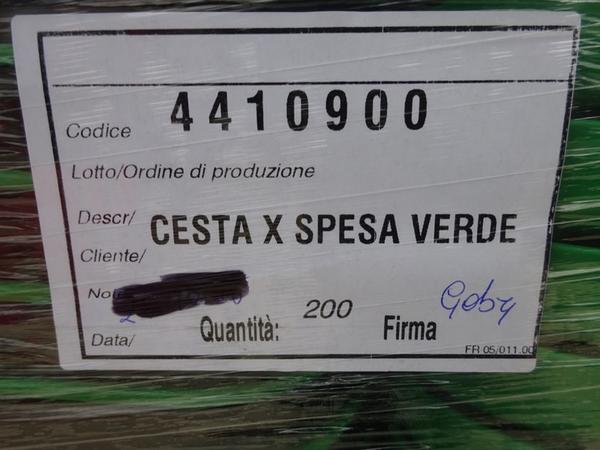 Codice 4410900
Lotto/Ordine di produzione
Descr/ CESTA X SPESA VERDE
Cliente/
Data/ Quantità: 200 Firma Goby
FR 05/011.00